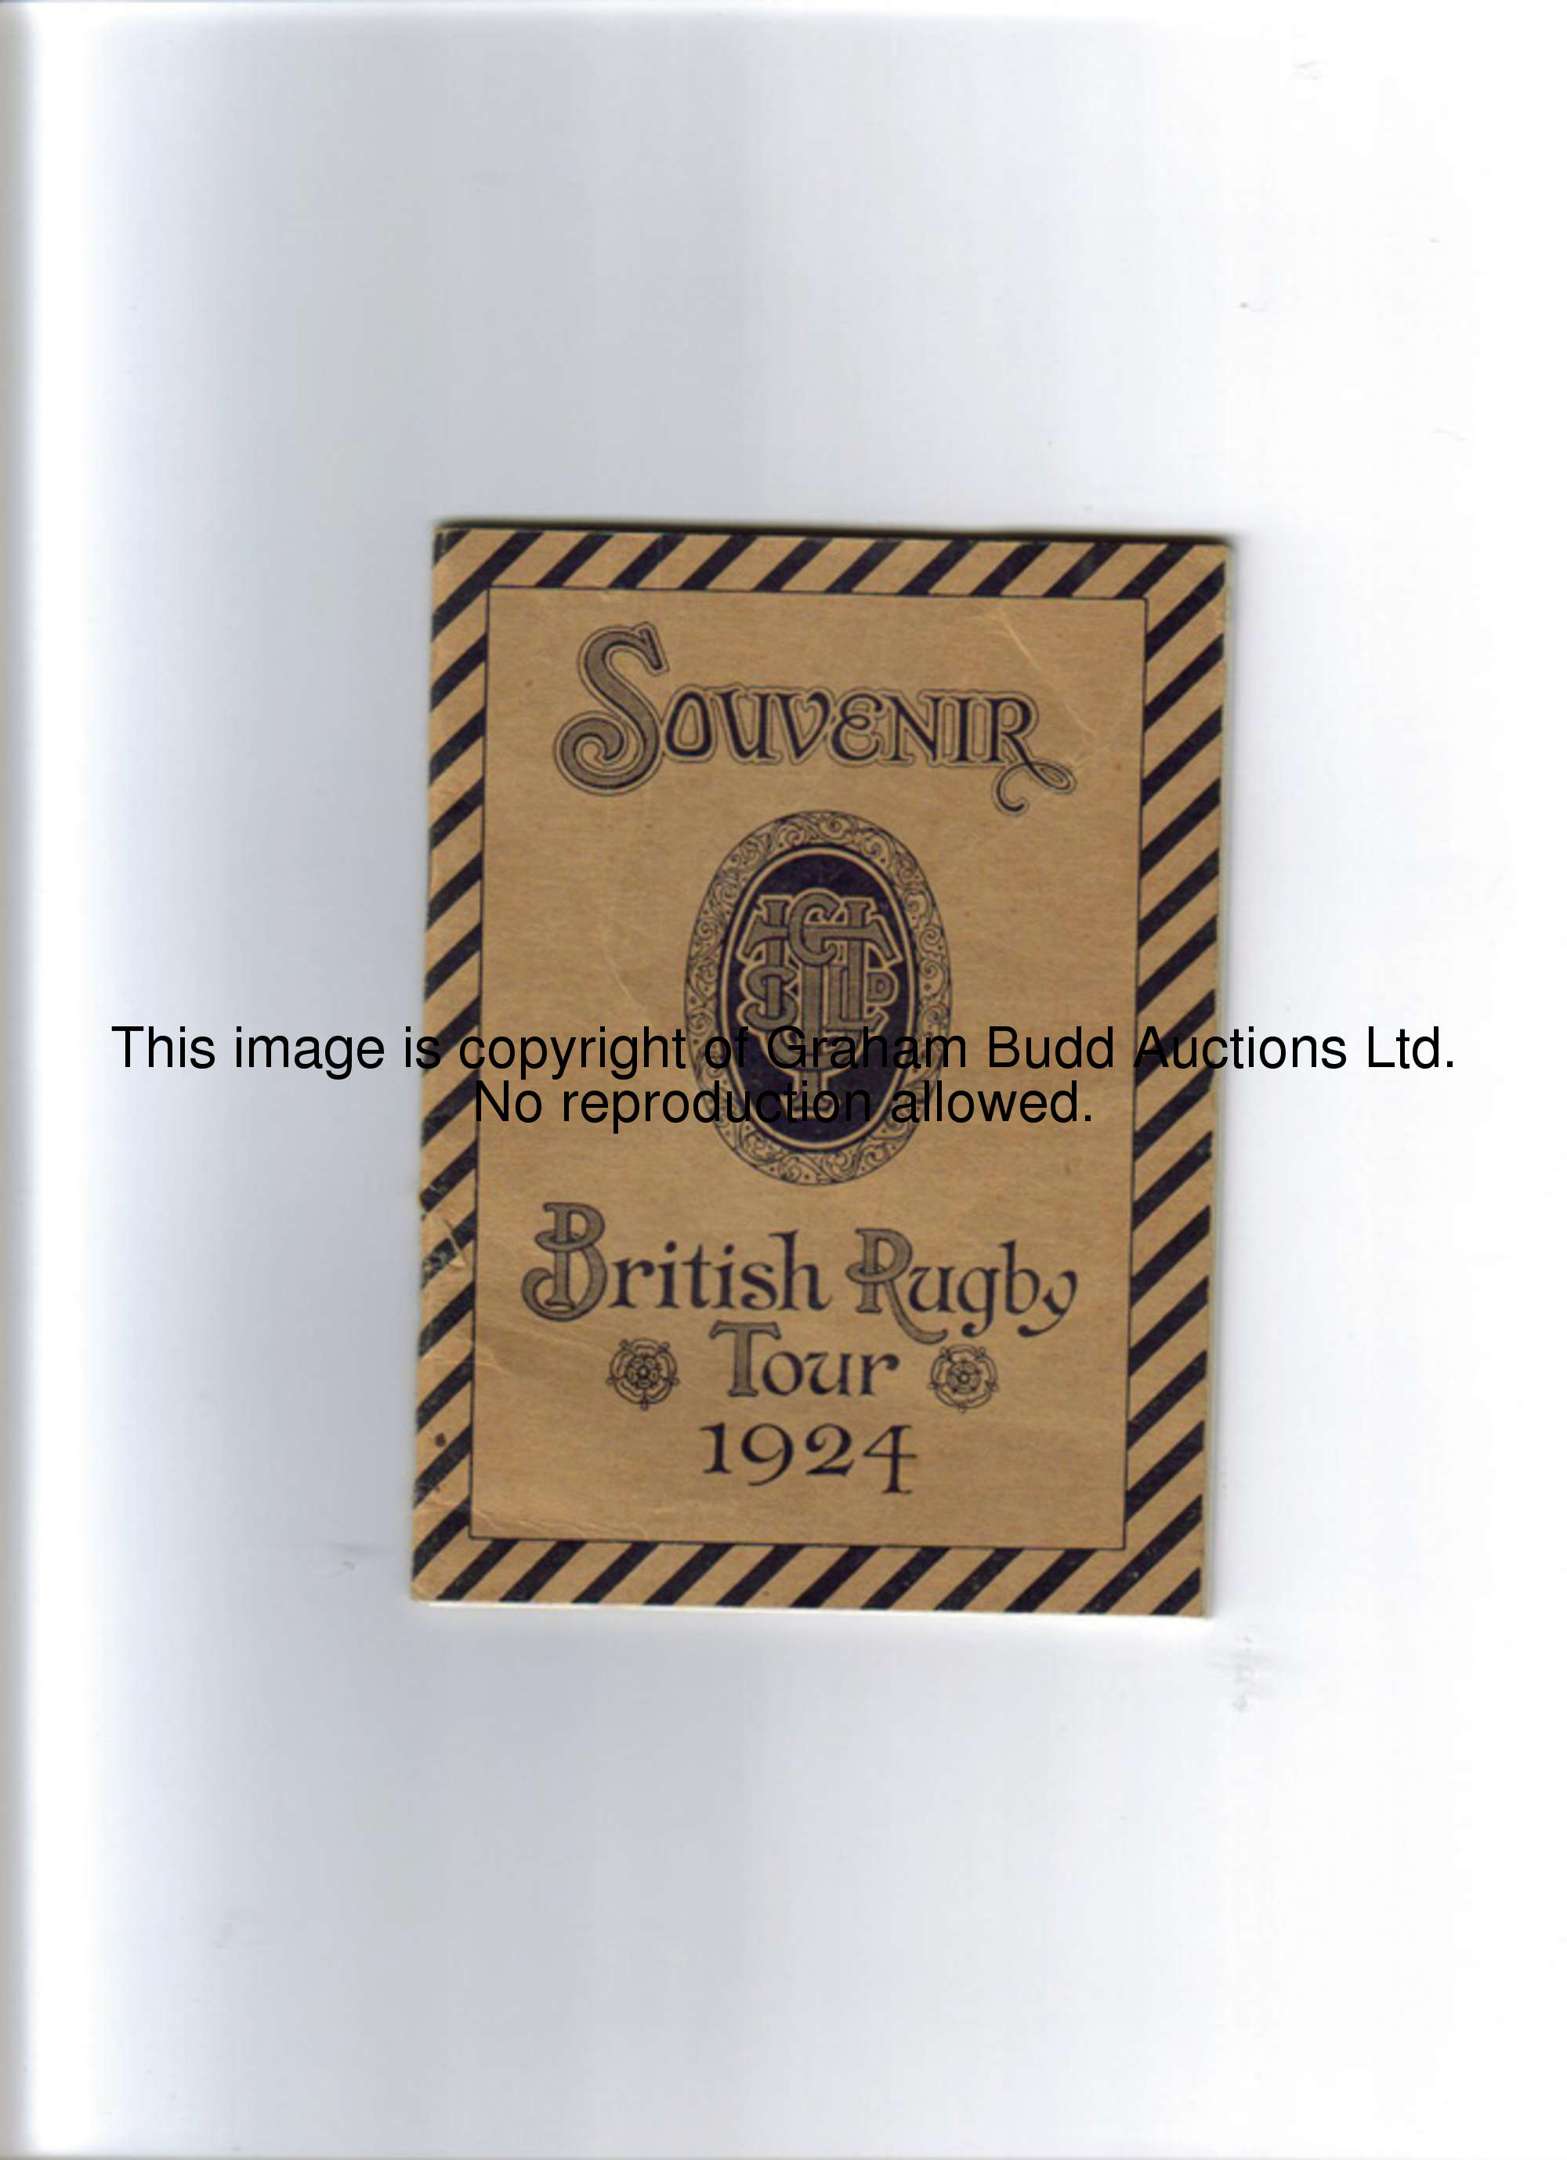 SOUVENIR
This image is copyright of Graham Budd Auctions Ltd.
No reproduction allowed.
British Rugby
Tour
1924